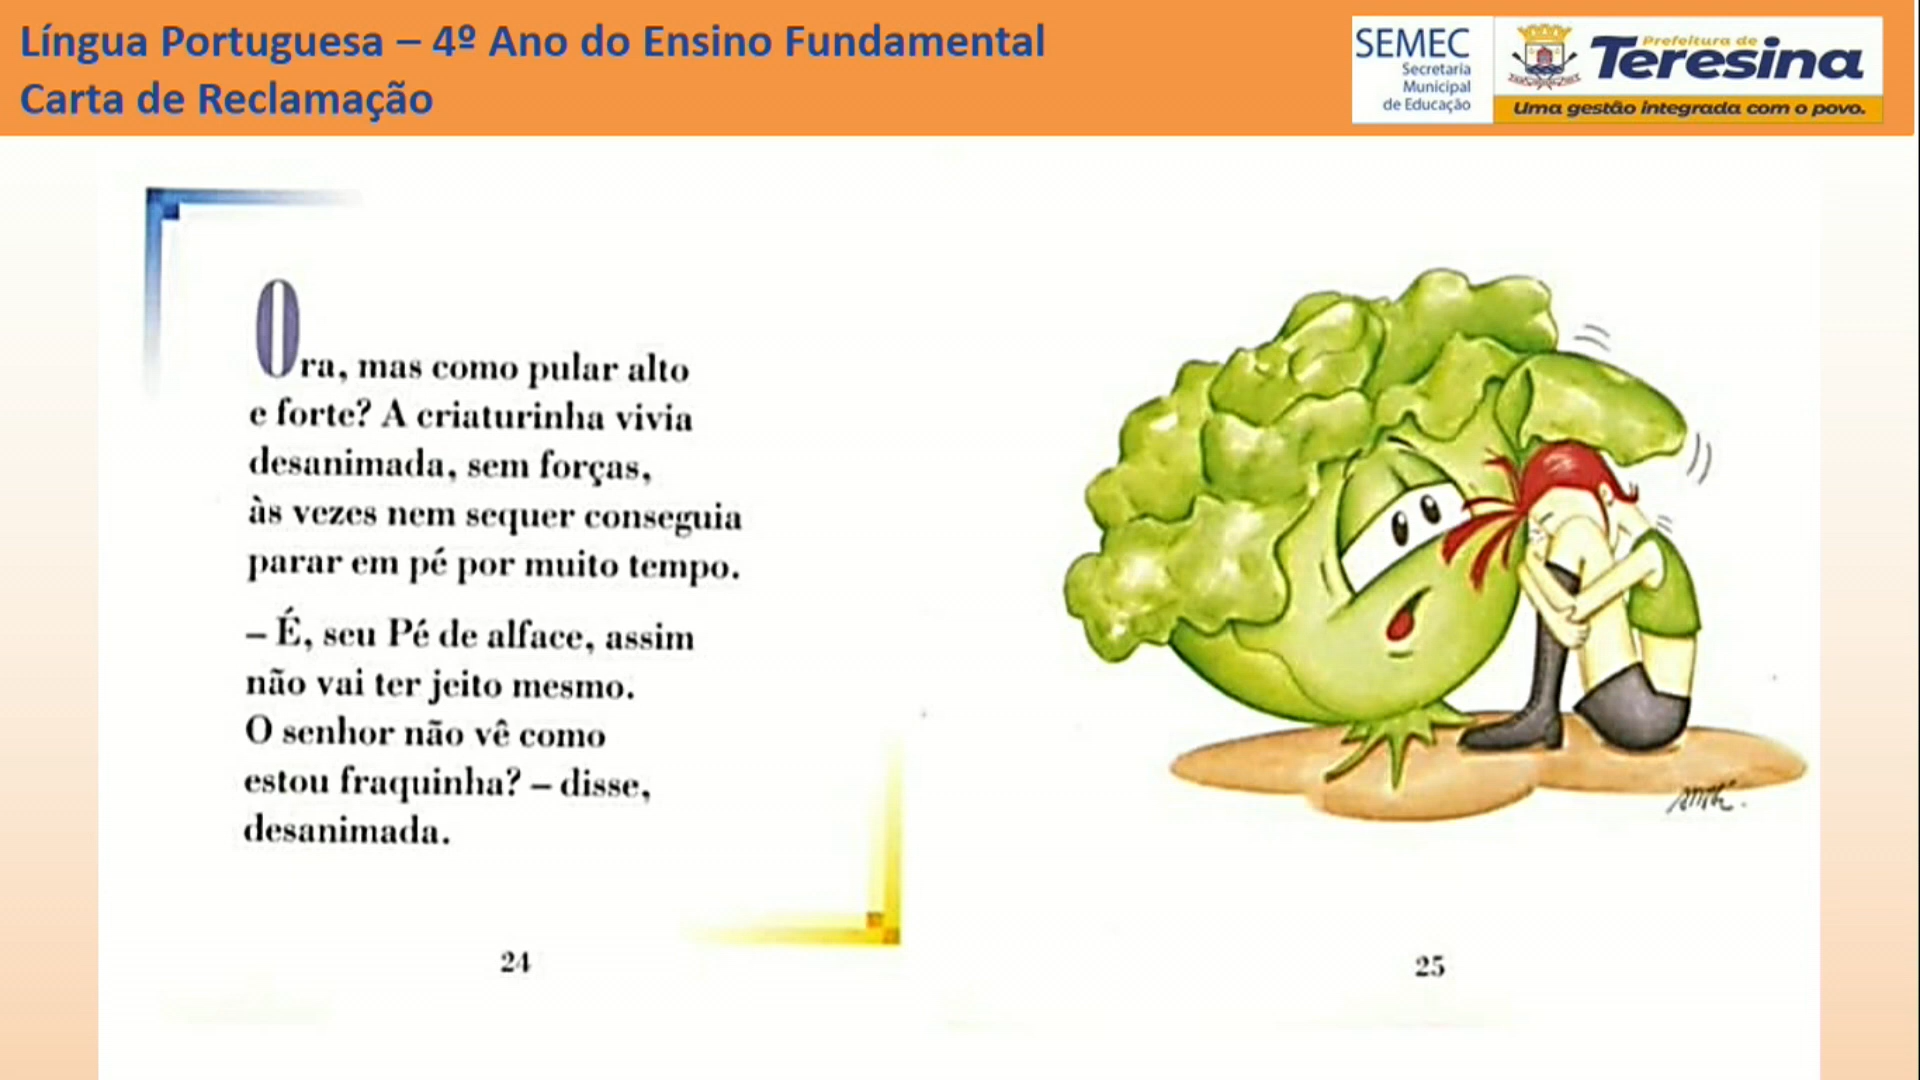 Língua Portuguesa – 4º Ano do Ensino Fundamental
Carta de Reclamação
SEMEC
Secretaria
Municipal
de Educação
Prefeitura de
Teresina
Uma gestão integrada com o povo.
Ora, mas como pular alto
e forte? A criaturinha vivia
desanimada, sem forças,
às vezes nem sequer conseguia
parar em pé por muito tempo.
– É, seu Pé de alface, assim
não vai ter jeito mesmo.
O senhor não vê como
estou fraquinha? – disse,
desanimada.
24
25